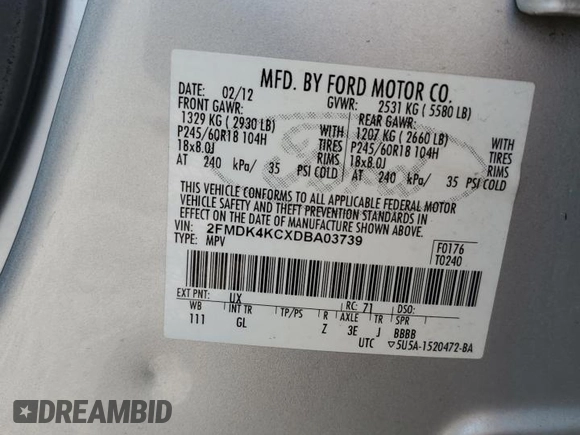 MFD. BY FORD MOTOR CO.
DATE: 02/12 GVWR: 2531 KG ( 5580 LB)
FRONT GAWR: REAR GAWR:
1329 KG ( 2930 LB) WITH 1207 KG ( 2660 LB) WITH
P245/60R18 104H TIRES P245/60R18 104H TIRES
18x8.0J RIMS 18x8.0J RIMS
AT 240 kPa/ 35 PSI COLD AT 240 kPa/ 35 PSI COLD
THIS VEHICLE CONFORMS TO ALL APPLICABLE FEDERAL MOTOR
VEHICLE SAFETY AND THEFT PREVENTION STANDARDS IN
EFFECT ON THE DATE OF MANUFACTURE SHOWN ABOVE.
VIN: 2FMDK4KCXDBA03739
TYPE: MPV
F0176
T0240
EXT PNT: UX RC: 71 DSO:
WB INT TR TP/PS R AXLE TR SPR
111 GL Z 3E J BBBB
UTC ▽5U5A-1520472-BA
Ford
DREAMBID